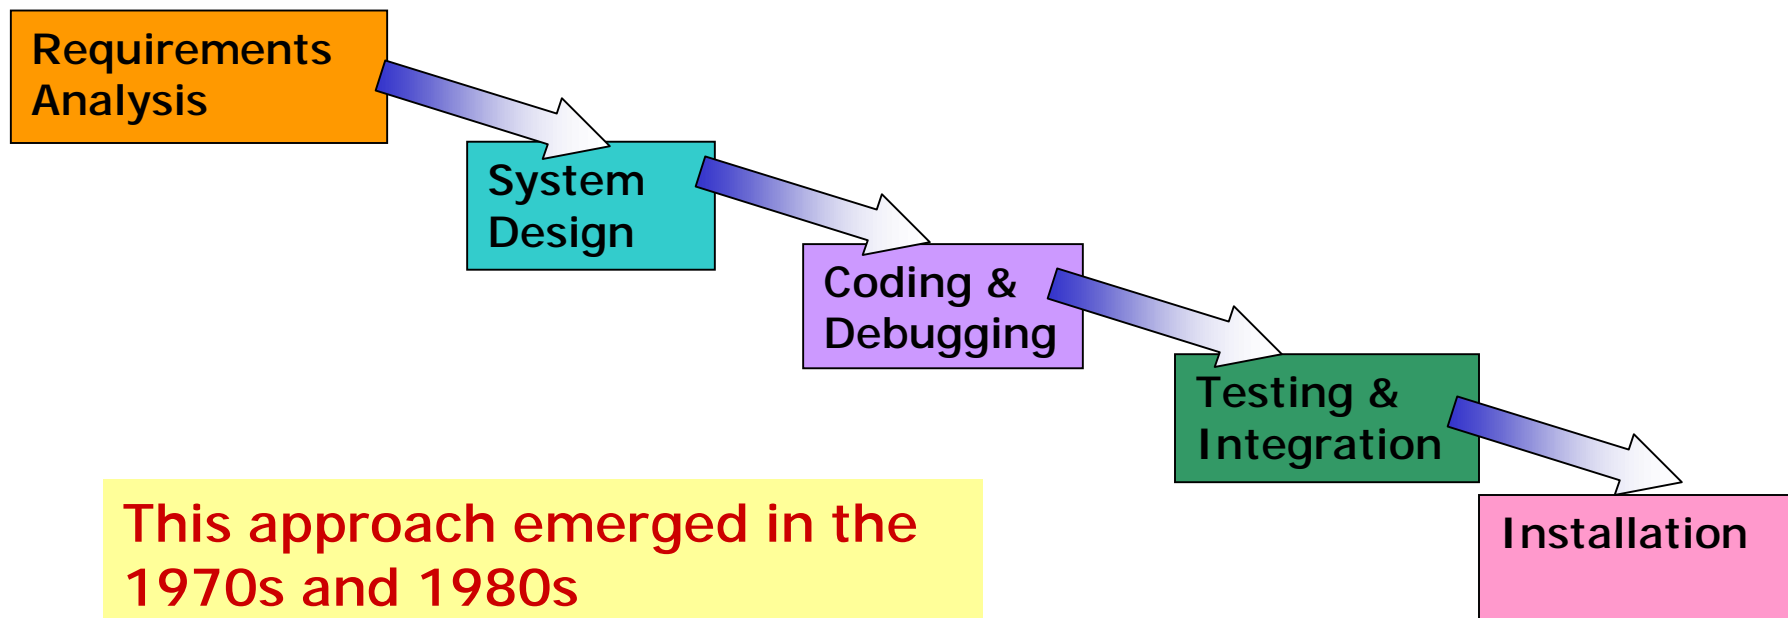 Requirements
Analysis
System
Design
Coding &
Debugging
Testing &
Integration
Installation
This approach emerged in the
1970s and 1980s